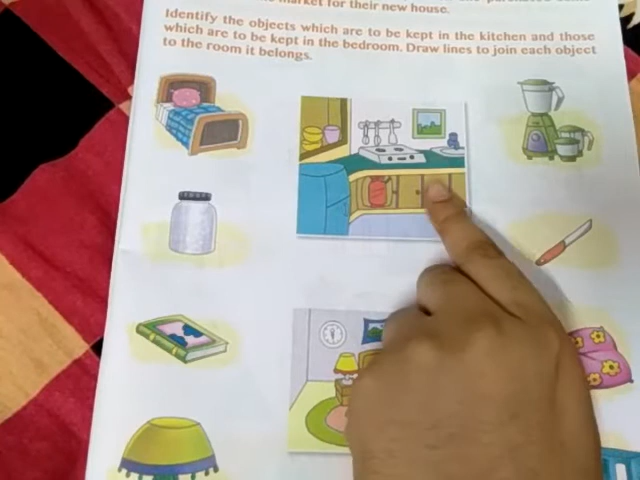 market for their new house.
Identify the objects which are to be kept in the kitchen and those
which are to be kept in the bedroom. Draw lines to join each object
to the room it belongs.